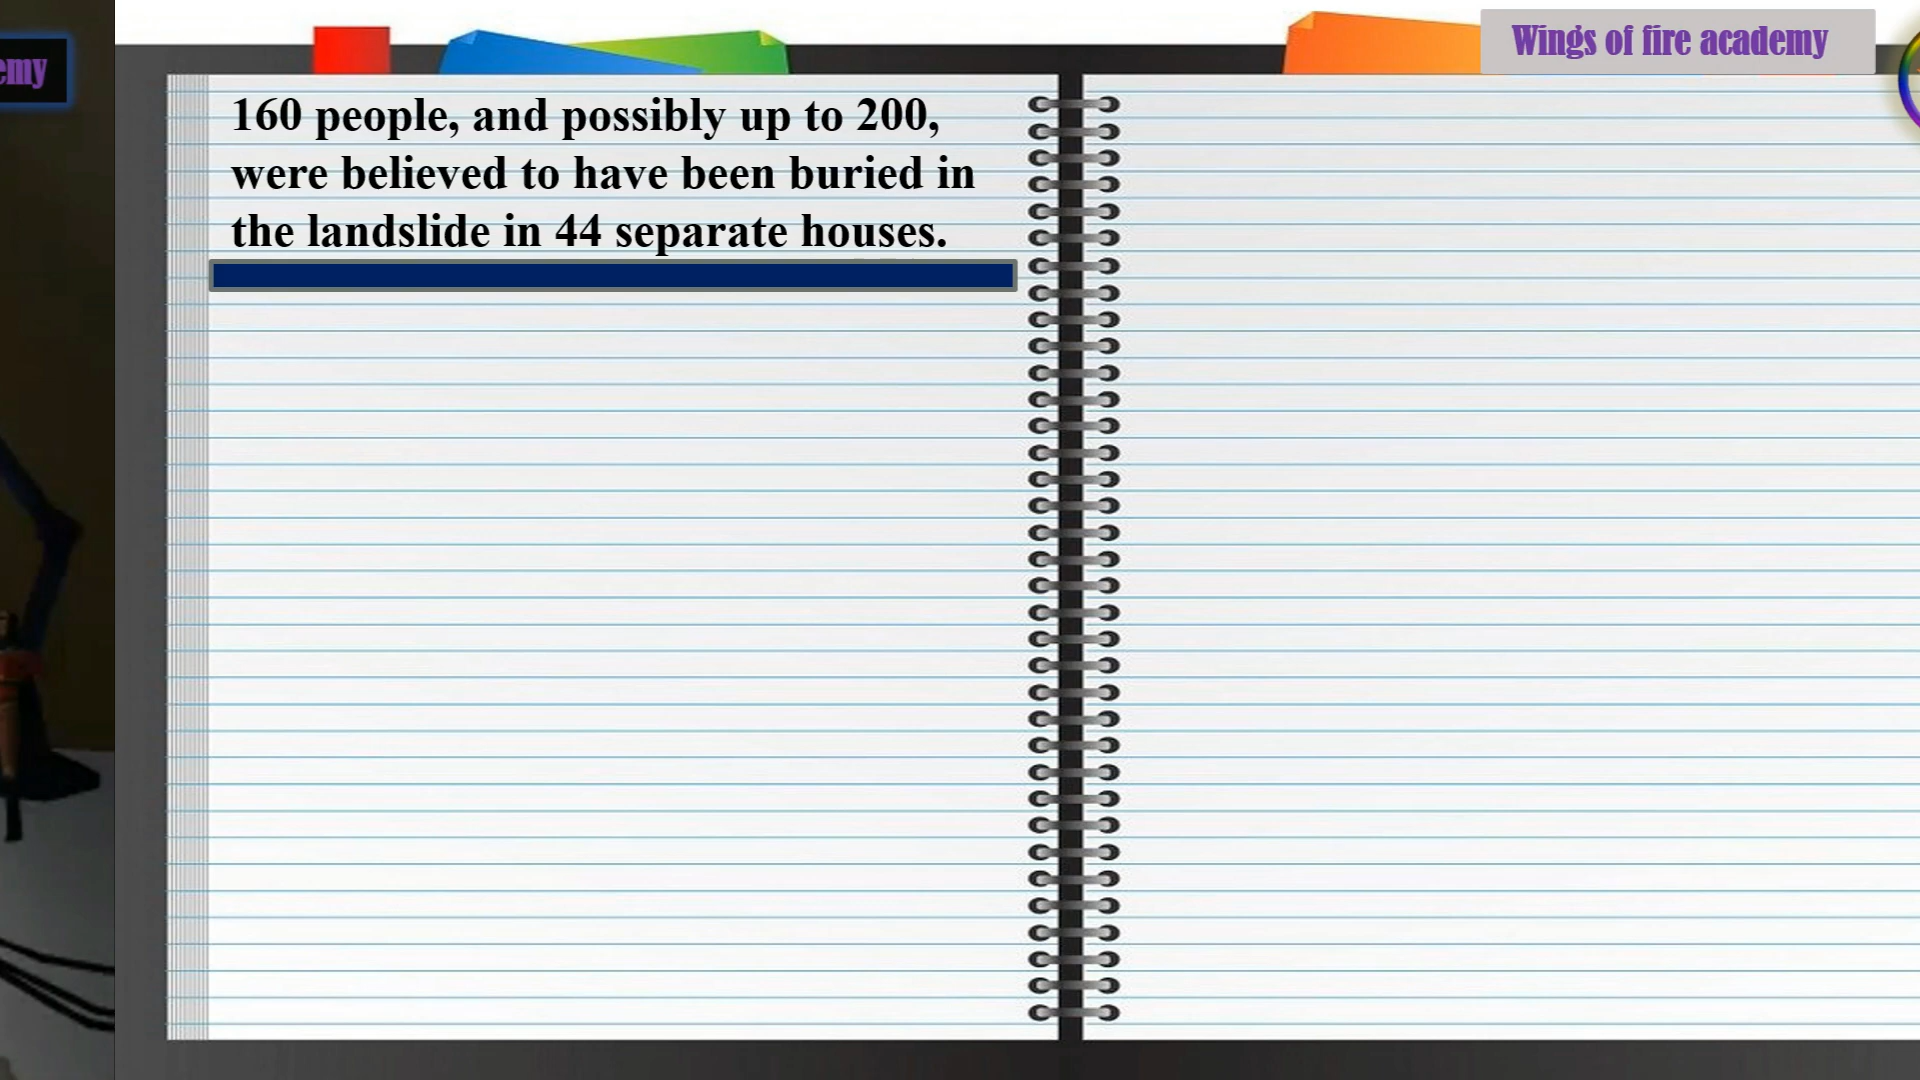 emy
Wings of fire academy
160 people, and possibly up to 200,
were believed to have been buried in
the landslide in 44 separate houses.